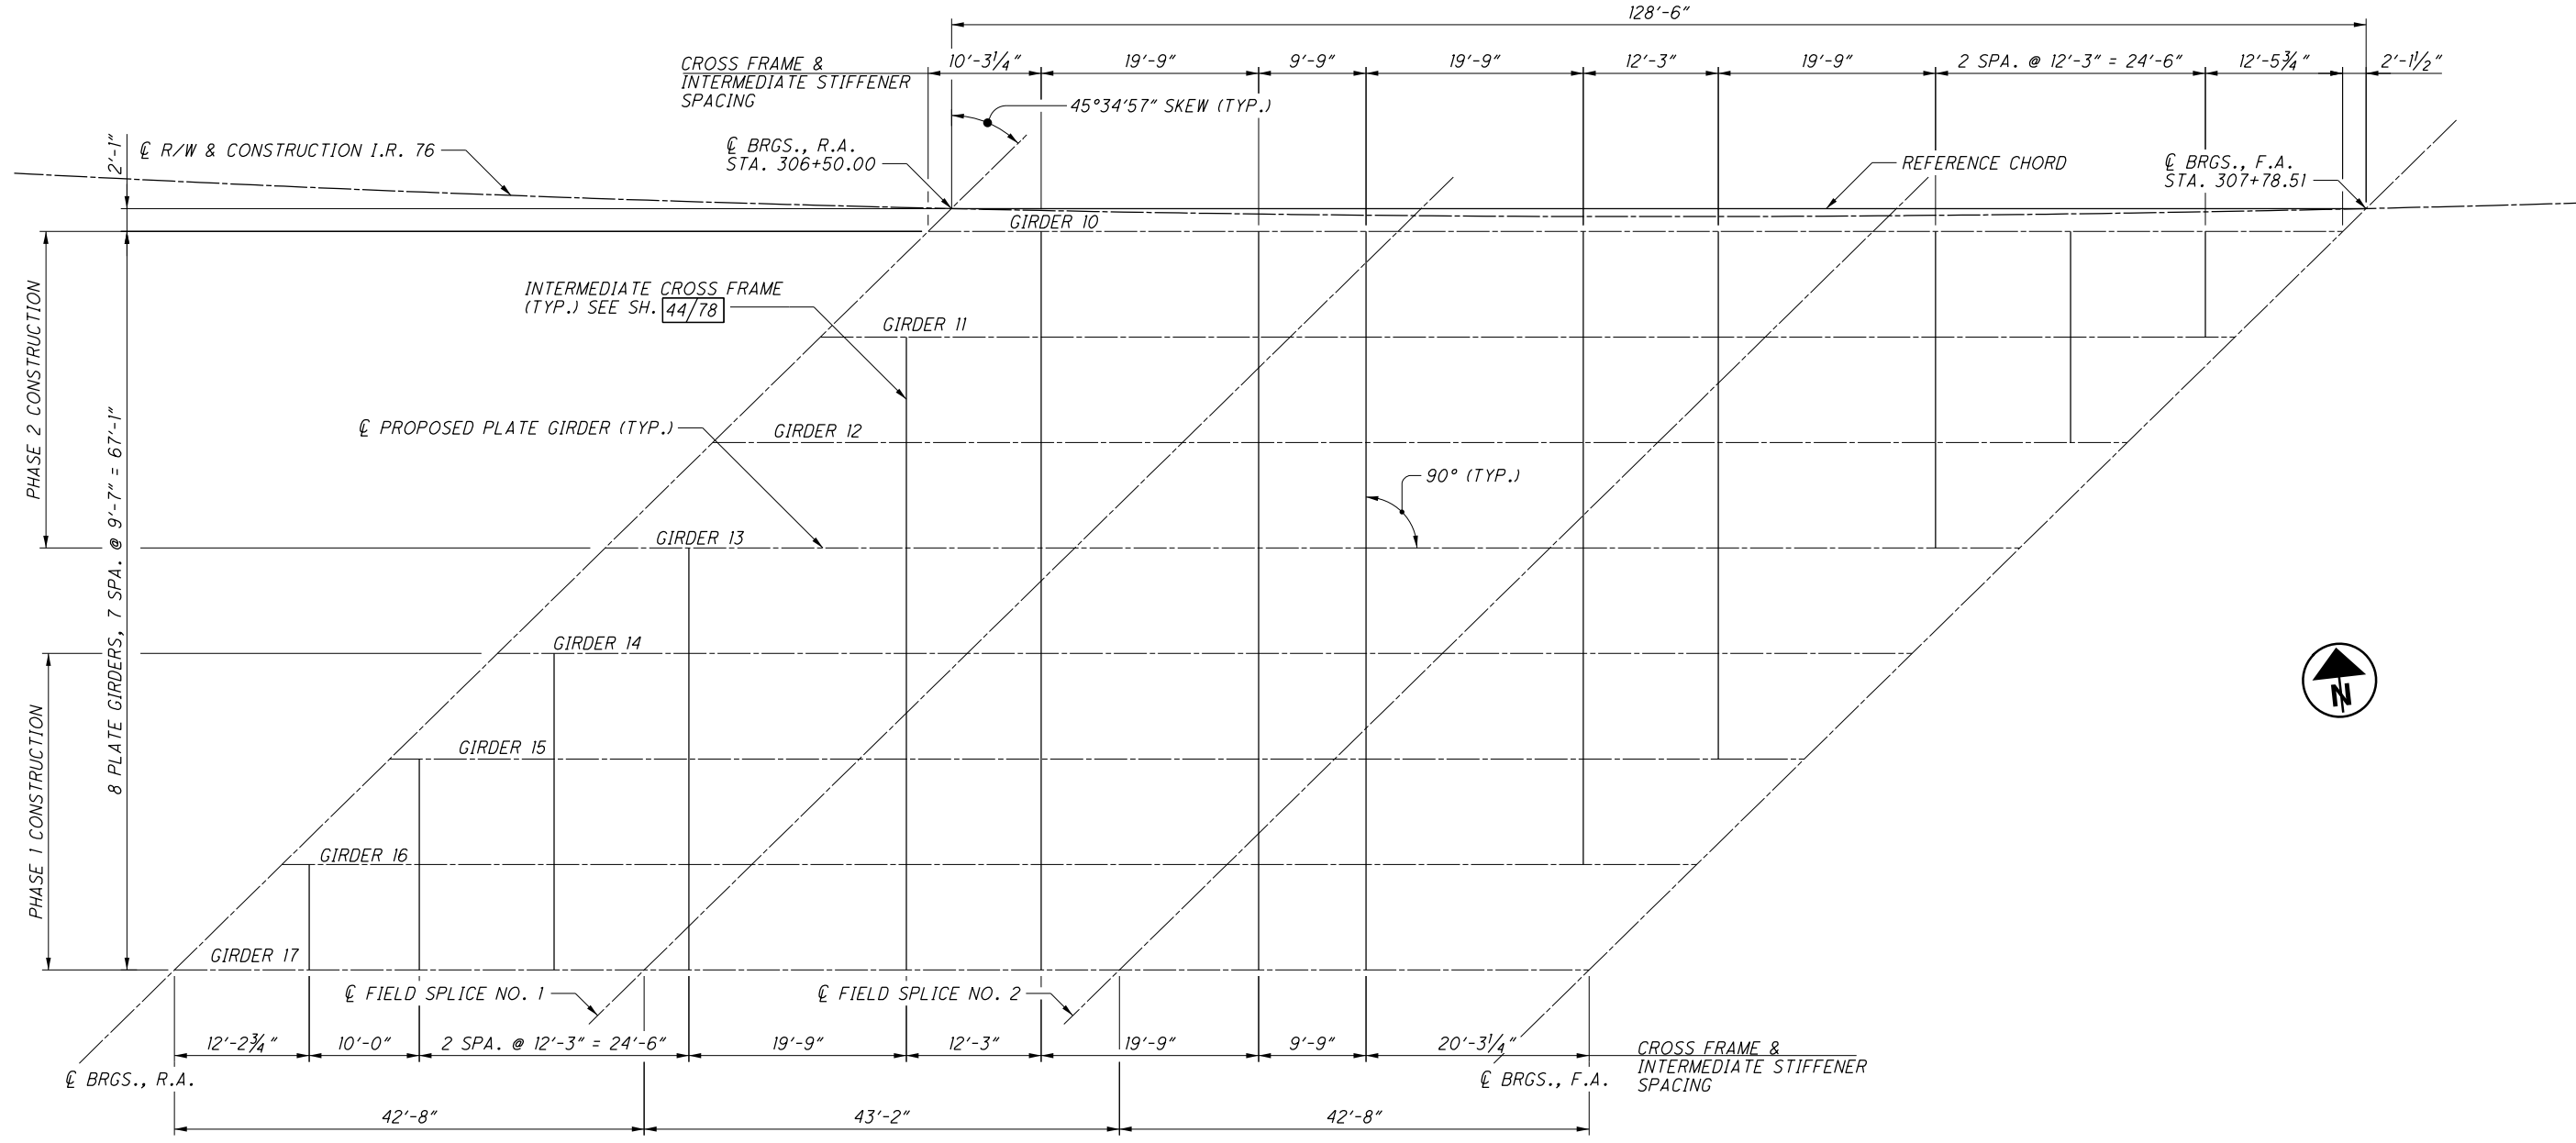 128'-6"
CROSS FRAME &
INTERMEDIATE STIFFENER
SPACING
10'-3¼"
19'-9"
9'-9"
19'-9"
12'-3"
19'-9"
2 SPA. @ 12'-3" = 24'-6"
12'-5¾"
2'-1½"
45°34'57" SKEW (TYP.)
2'-1"
℄ R/W & CONSTRUCTION I.R. 76
℄ BRGS., R.A.
STA. 306+50.00
REFERENCE CHORD
℄ BRGS., F.A.
STA. 307+78.51
GIRDER 10
INTERMEDIATE CROSS FRAME
(TYP.) SEE SH. 44/78
GIRDER 11
℄ PROPOSED PLATE GIRDER (TYP.)
GIRDER 12
90° (TYP.)
PHASE 2 CONSTRUCTION
GIRDER 13
8 PLATE GIRDERS, 7 SPA. @ 9'-7" = 67'-1"
GIRDER 14
N
PHASE 1 CONSTRUCTION
GIRDER 15
GIRDER 16
GIRDER 17
℄ FIELD SPLICE NO. 1
℄ FIELD SPLICE NO. 2
12'-2¾"
10'-0"
2 SPA. @ 12'-3" = 24'-6"
19'-9"
12'-3"
19'-9"
9'-9"
20'-3¼"
CROSS FRAME &
INTERMEDIATE STIFFENER
SPACING
℄ BRGS., R.A.
℄ BRGS., F.A.
42'-8"
43'-2"
42'-8"